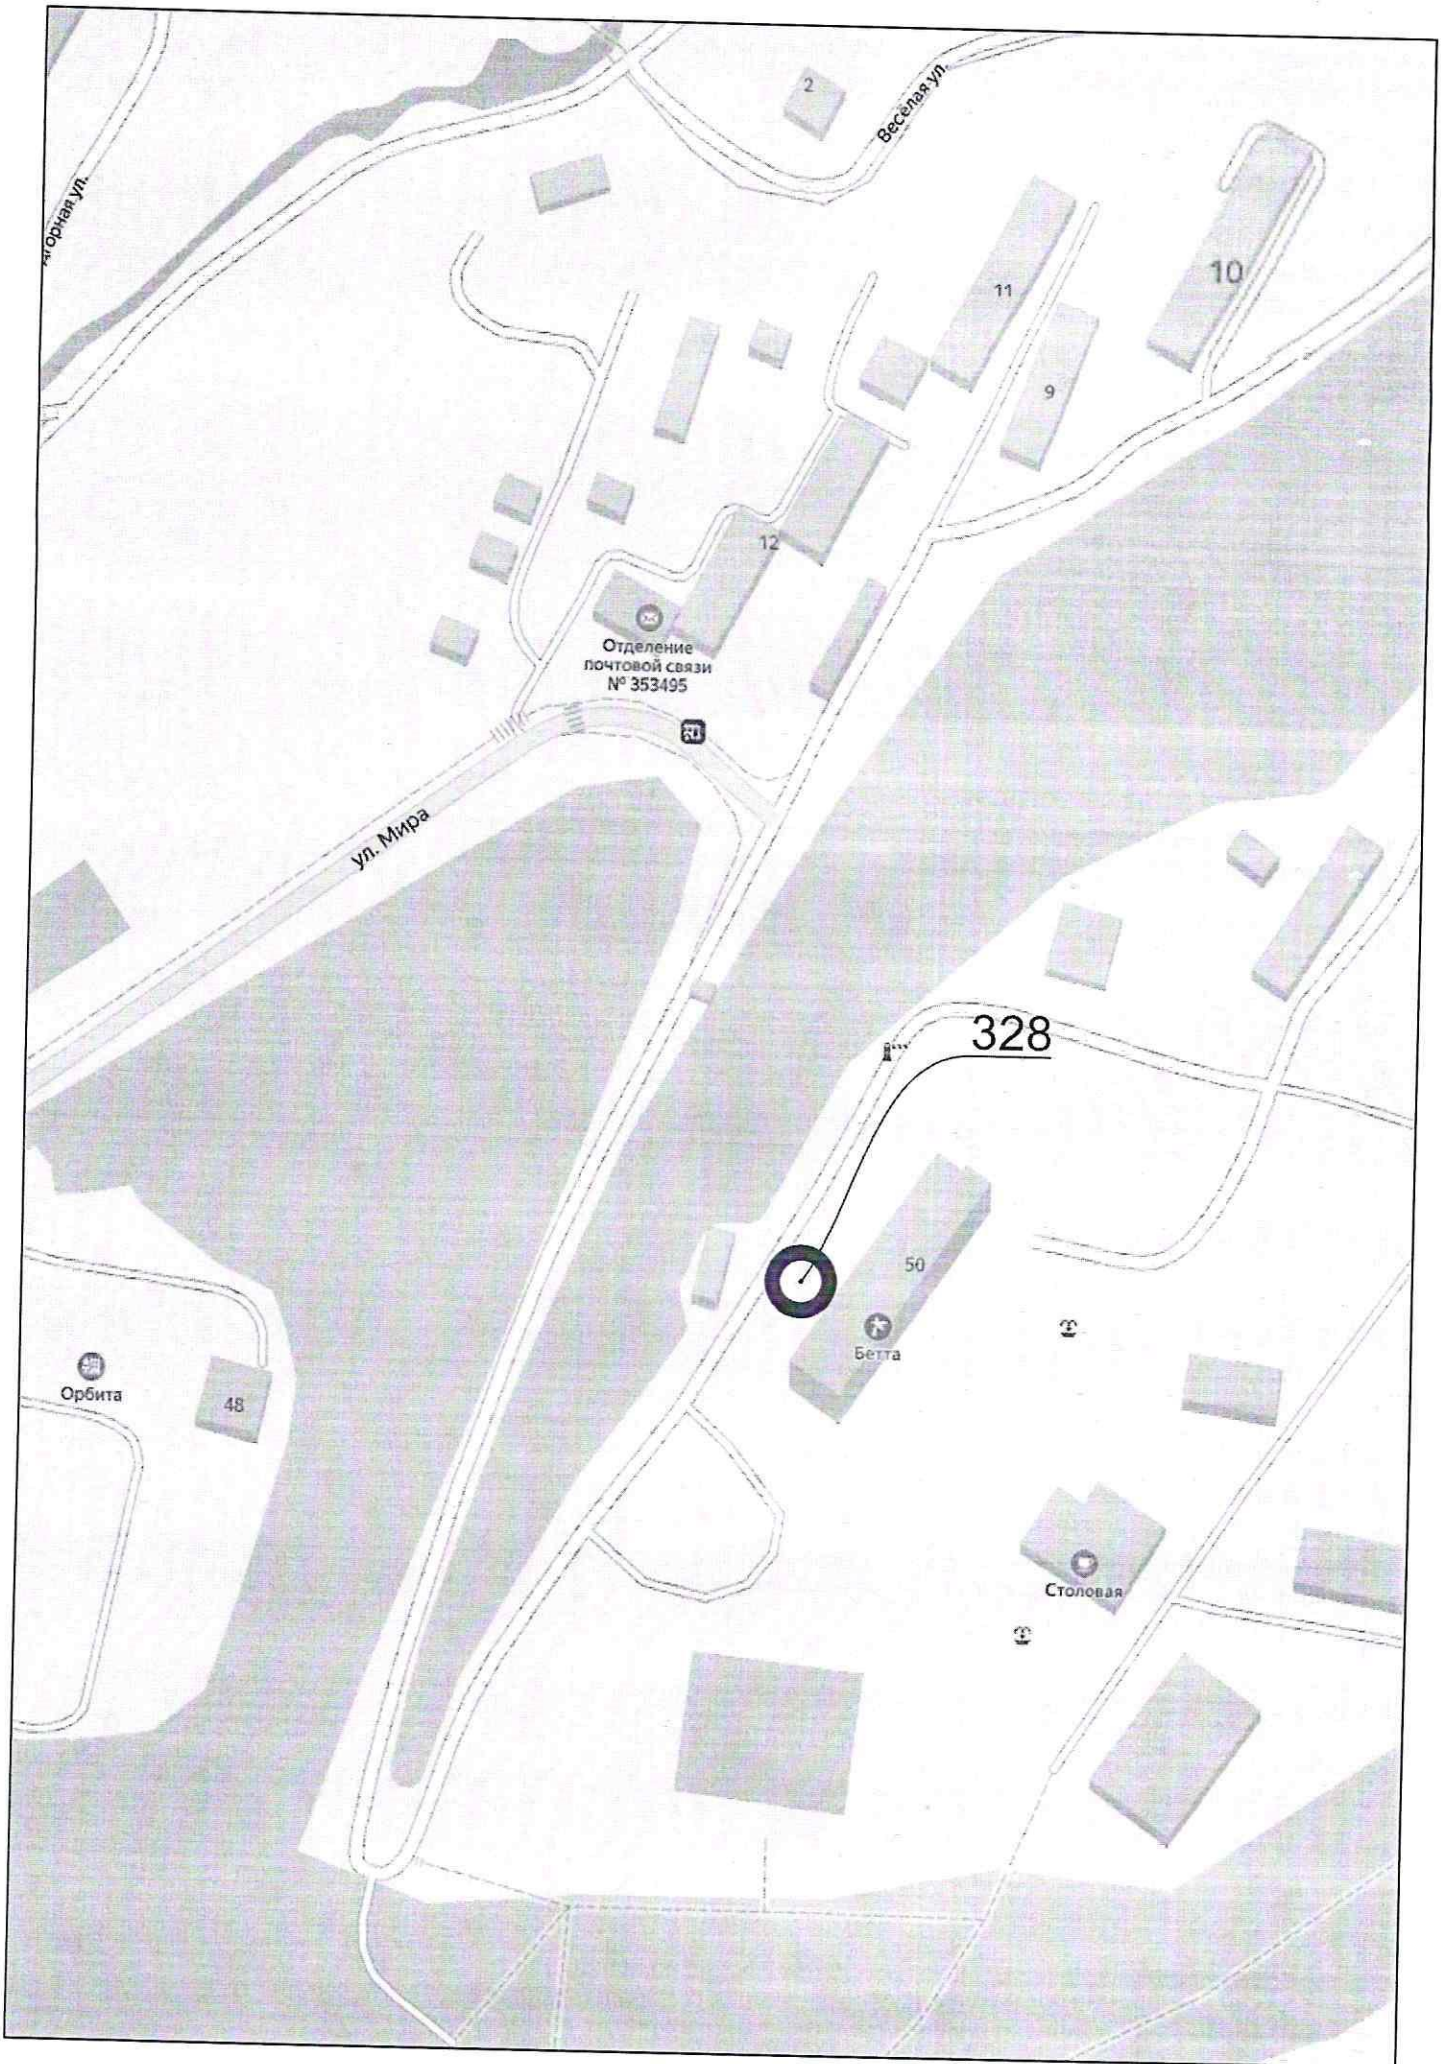 2
Весёлая ул.
дгорная ул.
10
11
9
12
Отделение
почтовой связи
№ 353495
ул. Мира
328
50
Бетта
Орбита
48
Столовая